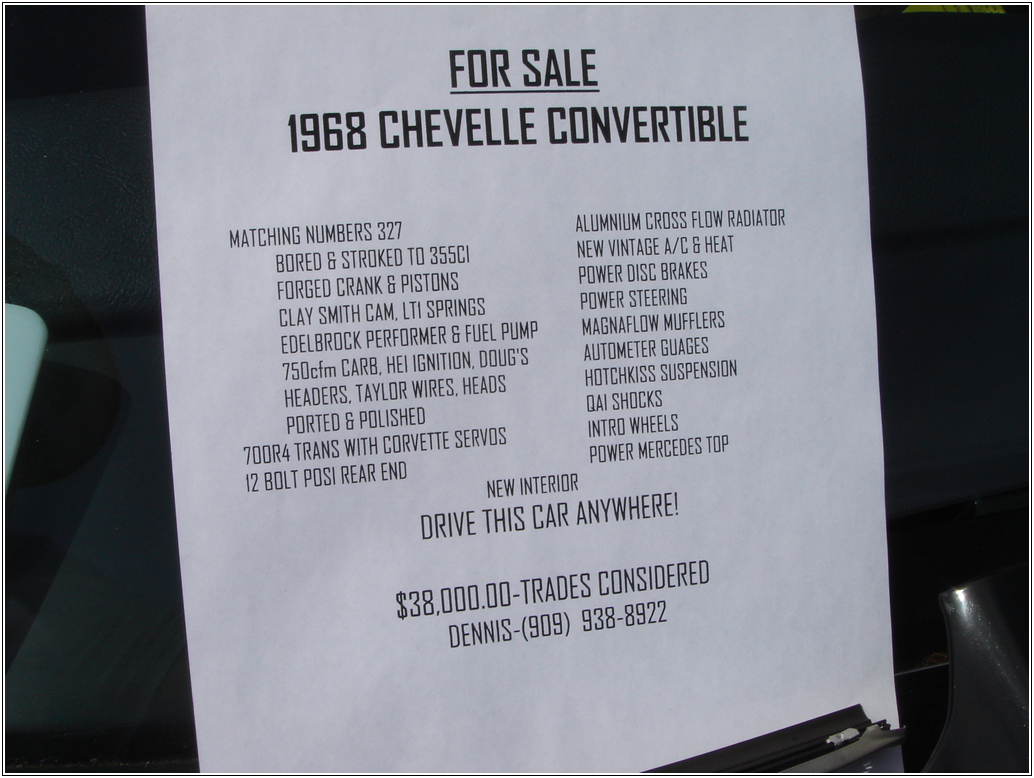 FOR SALE
1968 CHEVELLE CONVERTIBLE
MATCHING NUMBERS 327
BORED & STROKED TO 355CI
FORGED CRANK & PISTONS
CLAY SMITH CAM, LTI SPRINGS
EDELBROCK PERFORMER & FUEL PUMP
750cfm CARB, HEI IGNITION, DOUG'S
HEADERS, TAYLOR WIRES, HEADS
PORTED & POLISHED
700R4 TRANS WITH CORVETTE SERVOS
12 BOLT POSI REAR END
ALUMNIUM CROSS FLOW RADIATOR
NEW VINTAGE A/C & HEAT
POWER DISC BRAKES
POWER STEERING
MAGNAFLOW MUFFLERS
AUTOMETER GUAGES
HOTCHKISS SUSPENSION
QAI SHOCKS
INTRO WHEELS
POWER MERCEDES TOP
NEW INTERIOR
DRIVE THIS CAR ANYWHERE!
$38,000.00-TRADES CONSIDERED
DENNIS-(909) 938-8922